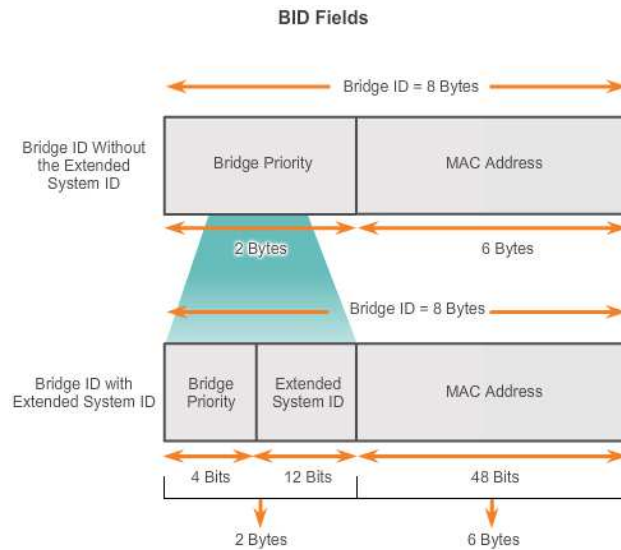 BID Fields
Bridge ID = 8 Bytes
Bridge ID Without
the Extended
System ID
Bridge Priority
MAC Address
2 Bytes
6 Bytes
Bridge ID = 8 Bytes
Bridge ID with
Extended System ID
Bridge
Priority
Extended
System ID
MAC Address
4 Bits
12 Bits
48 Bits
2 Bytes
6 Bytes